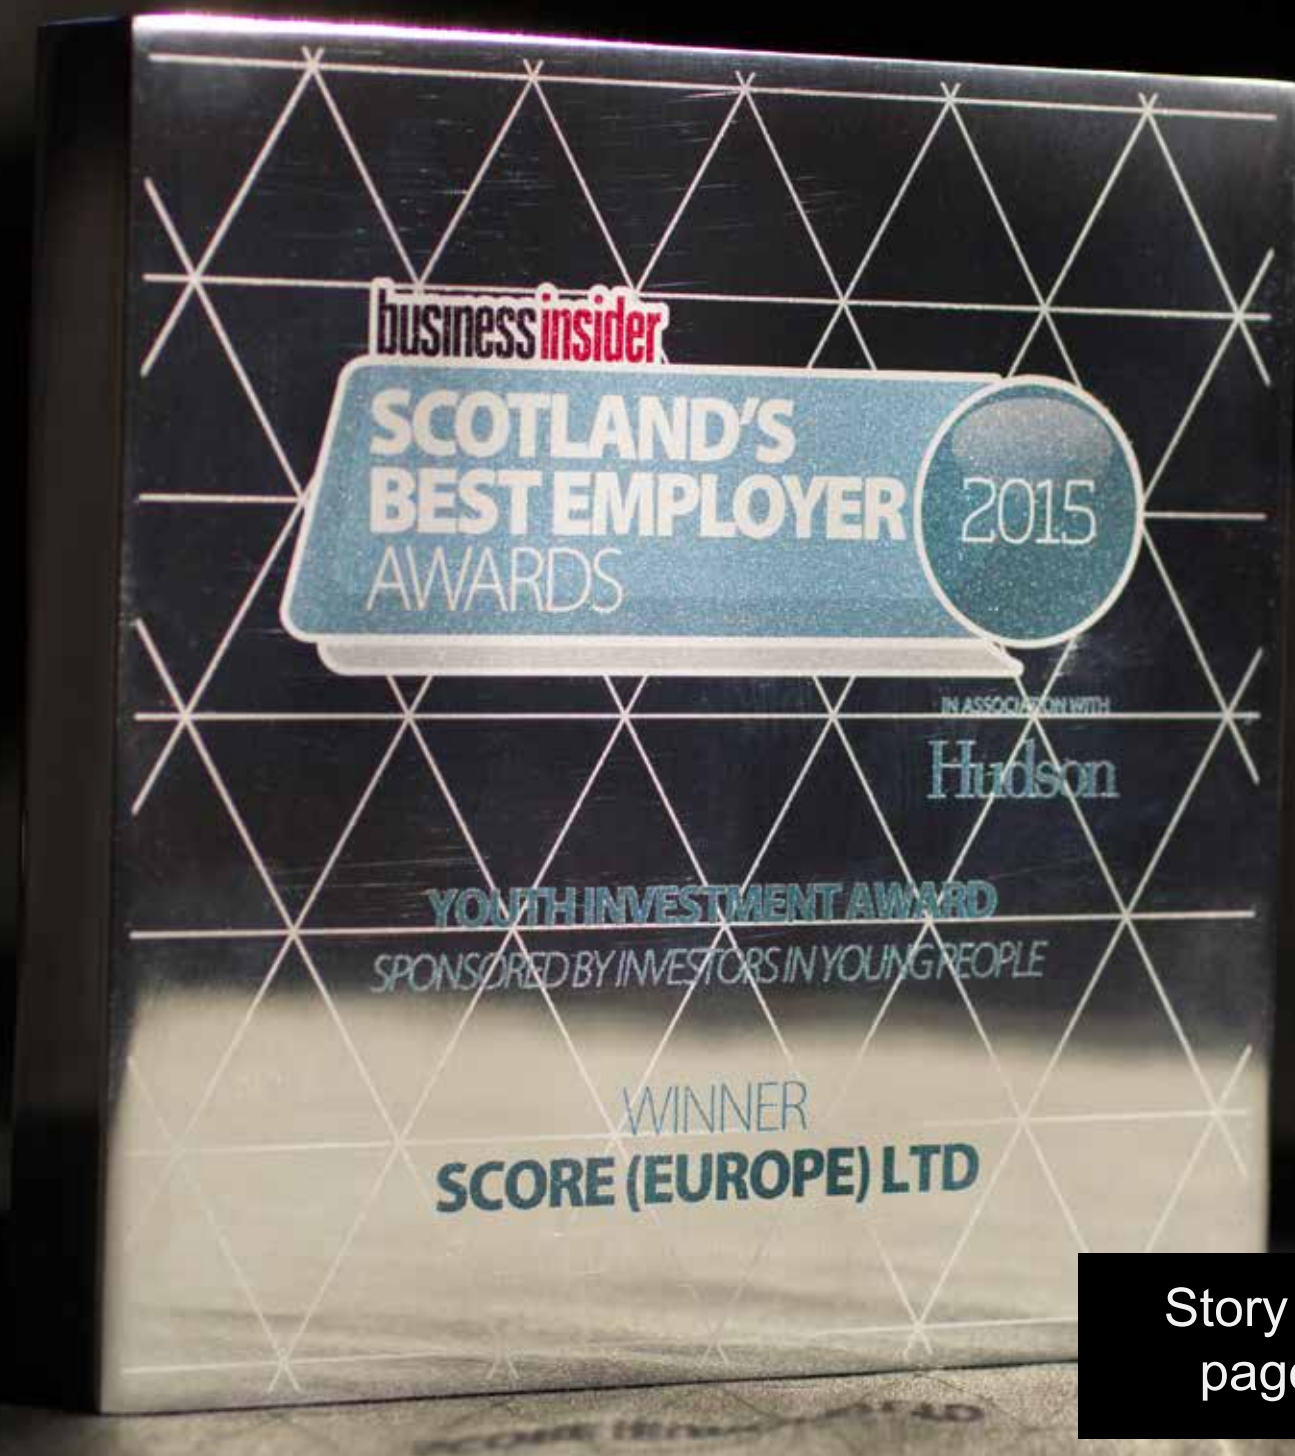 business insider
SCOTLAND'S
BEST EMPLOYER
AWARDS
2015
IN ASSOCIATION WITH
Hudson
YOUTH INVESTMENT AWARD
SPONSORED BY INVESTORS IN YOUNG PEOPLE
WINNER
SCORE (EUROPE) LTD
Story
page